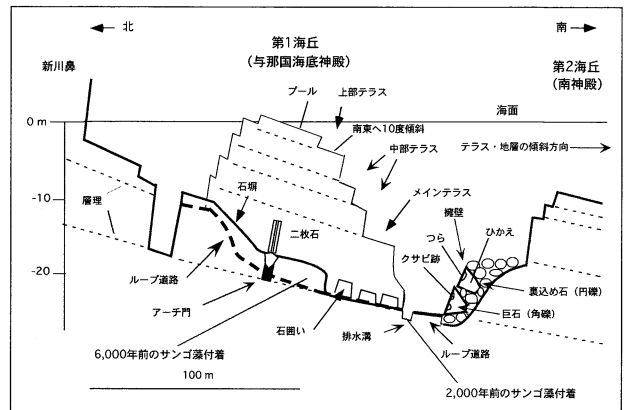 北
南
第1海丘
(与那国海底神殿)
第2海丘
(南神殿)
新川鼻
プール
上部テラス
海面
0 m
南東へ10度傾斜
中部テラス
テラス・地層の傾斜方向
層理
石塀
メインテラス
-10
擁壁
ひかえ
つら
二枚石
クサビ跡
-20
ループ道路
裏込め石(円礫)
アーチ門
巨石(角礫)
石囲い
排水溝
ループ道路
6,000年前のサンゴ藻付着
2,000年前のサンゴ藻付着
100 m